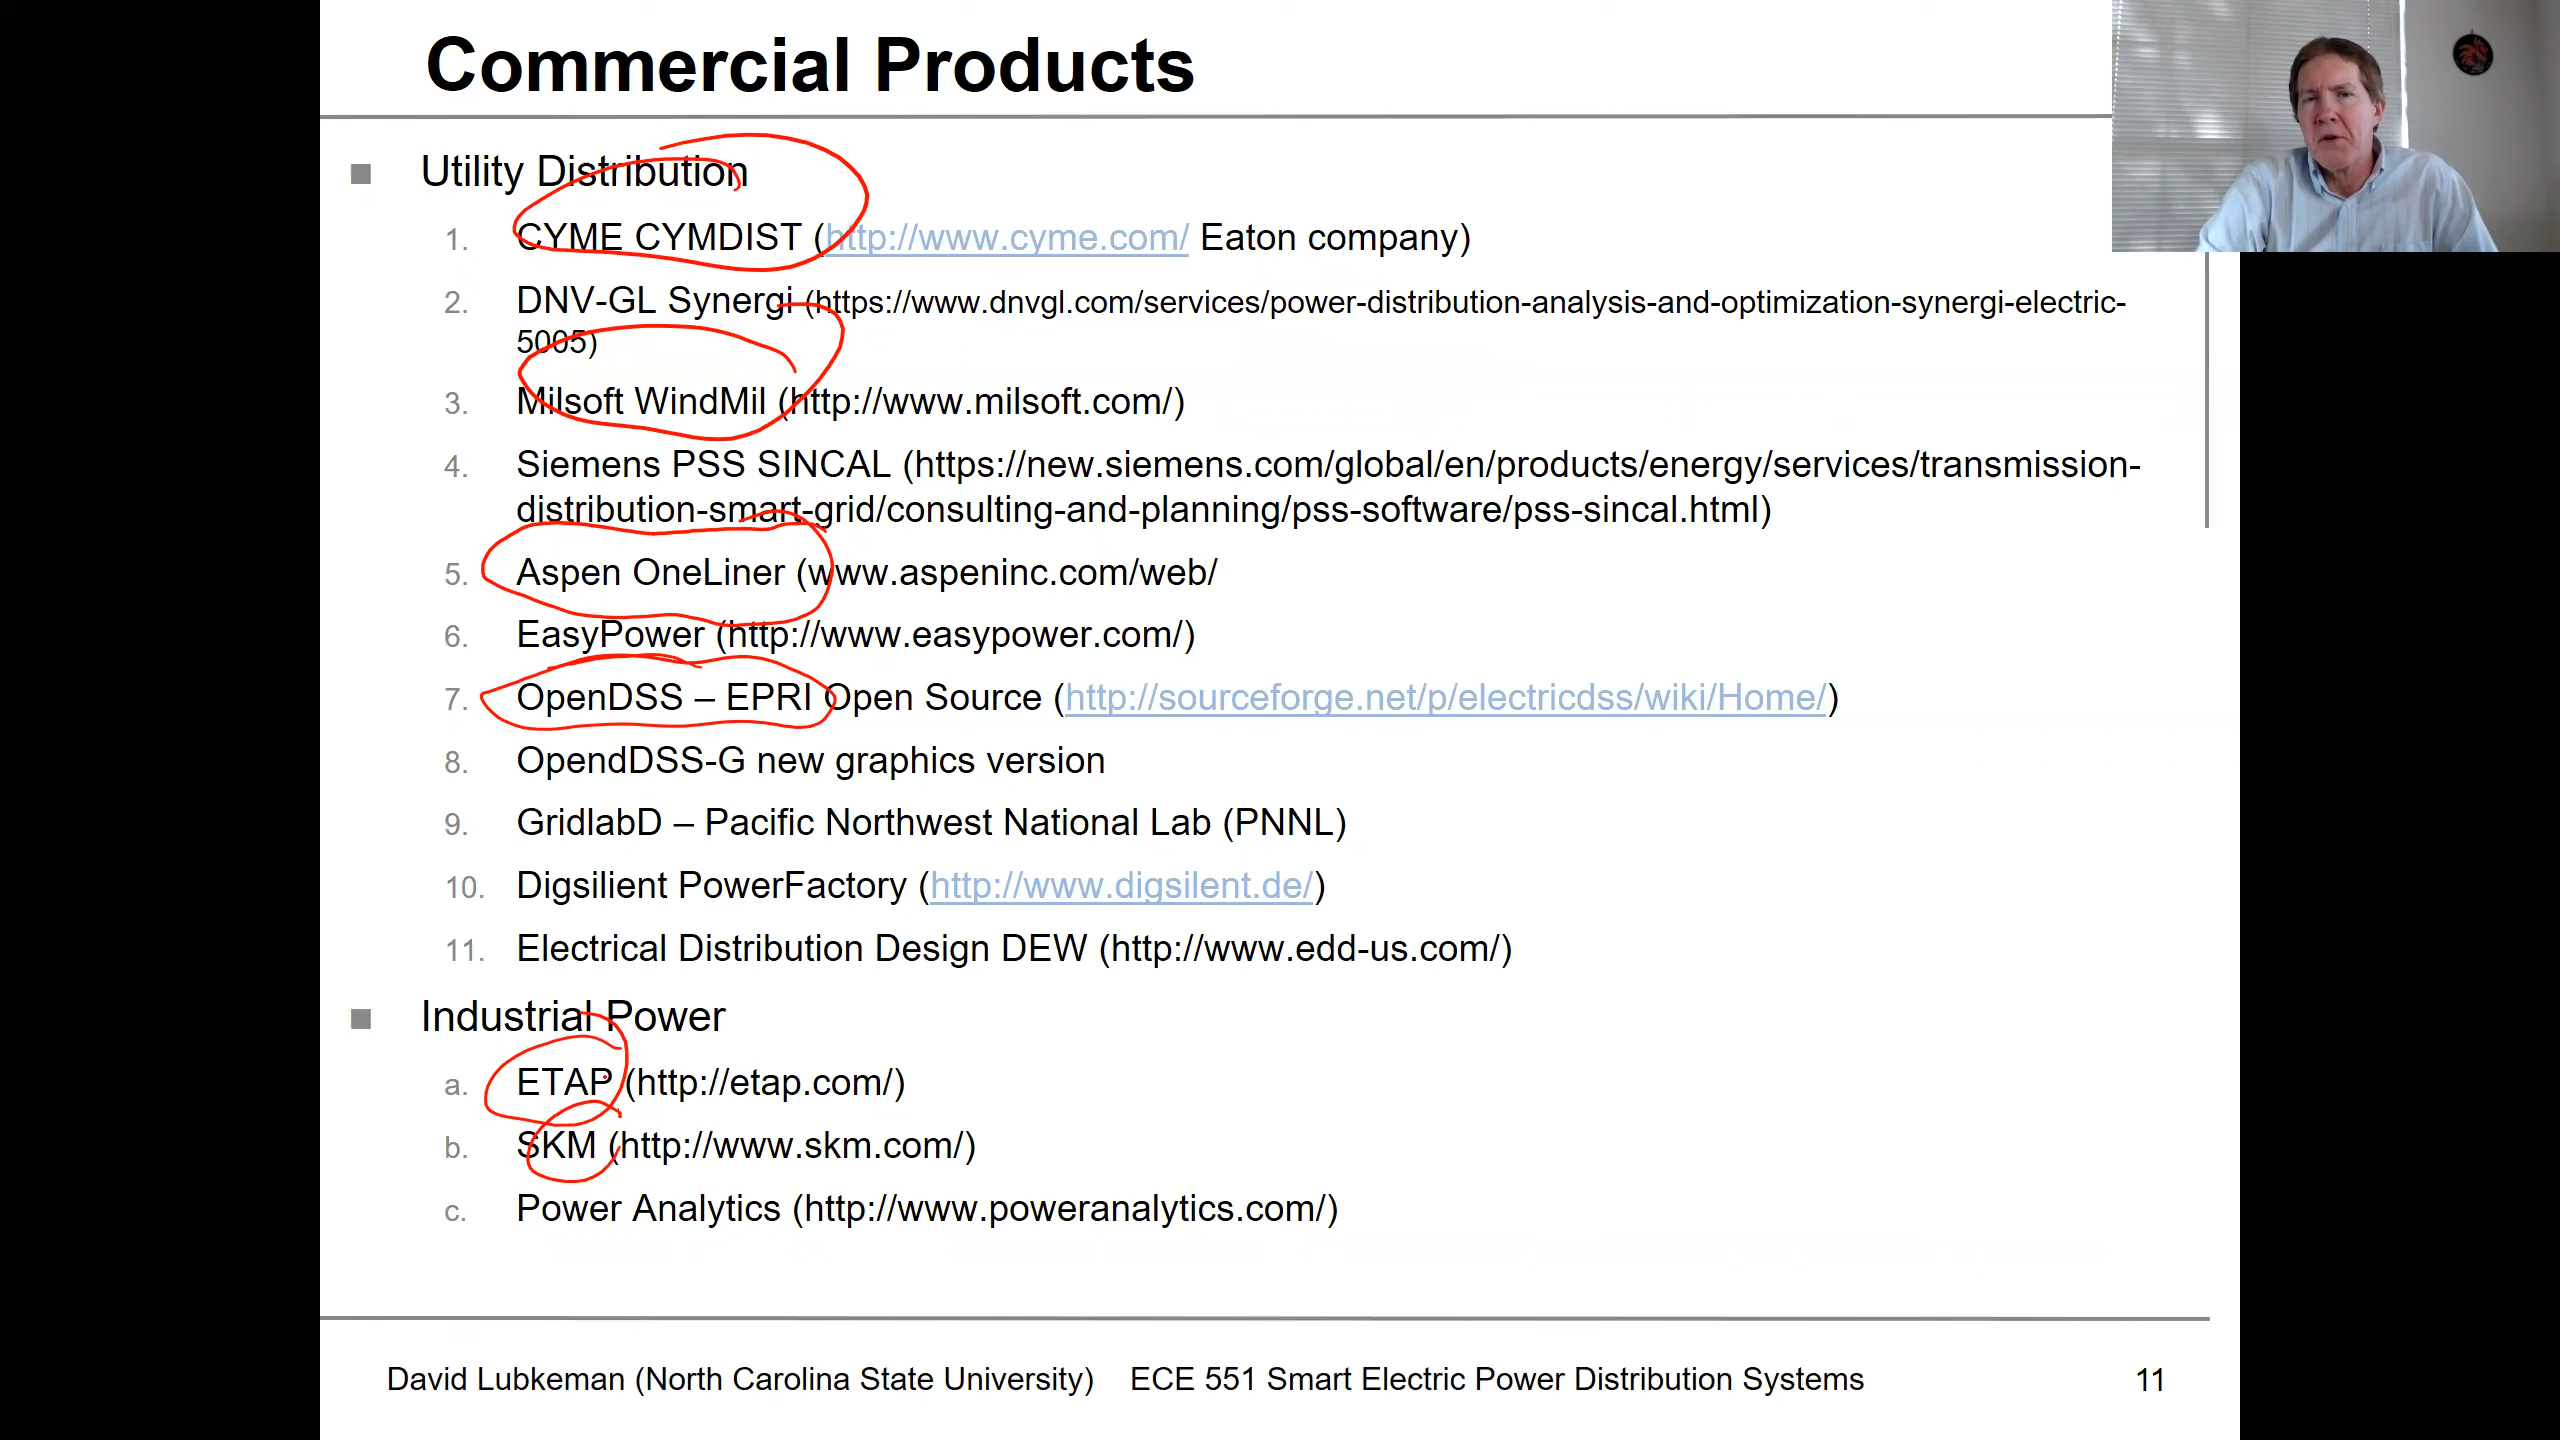 Commercial Products
Utility Distribution
1. CYME CYMDIST (http://www.cyme.com/ Eaton company)
2. DNV-GL Synergi (https://www.dnvgl.com/services/power-distribution-analysis-and-optimization-synergi-electric-
5005)
3. Milsoft WindMil (http://www.milsoft.com/)
4. Siemens PSS SINCAL (https://new.siemens.com/global/en/products/energy/services/transmission-
distribution-smart-grid/consulting-and-planning/pss-software/pss-sincal.html)
5. Aspen OneLiner (www.aspeninc.com/web/
6. EasyPower (http://www.easypower.com/)
7. OpenDSS – EPRI Open Source (http://sourceforge.net/p/electricdss/wiki/Home/)
8. OpendDSS-G new graphics version
9. GridlabD – Pacific Northwest National Lab (PNNL)
10. Digsilient PowerFactory (http://www.digsilent.de/)
11. Electrical Distribution Design DEW (http://www.edd-us.com/)
Industrial Power
a. ETAP (http://etap.com/)
b. SKM (http://www.skm.com/)
c. Power Analytics (http://www.poweranalytics.com/)
David Lubkeman (North Carolina State University) ECE 551 Smart Electric Power Distribution Systems 11